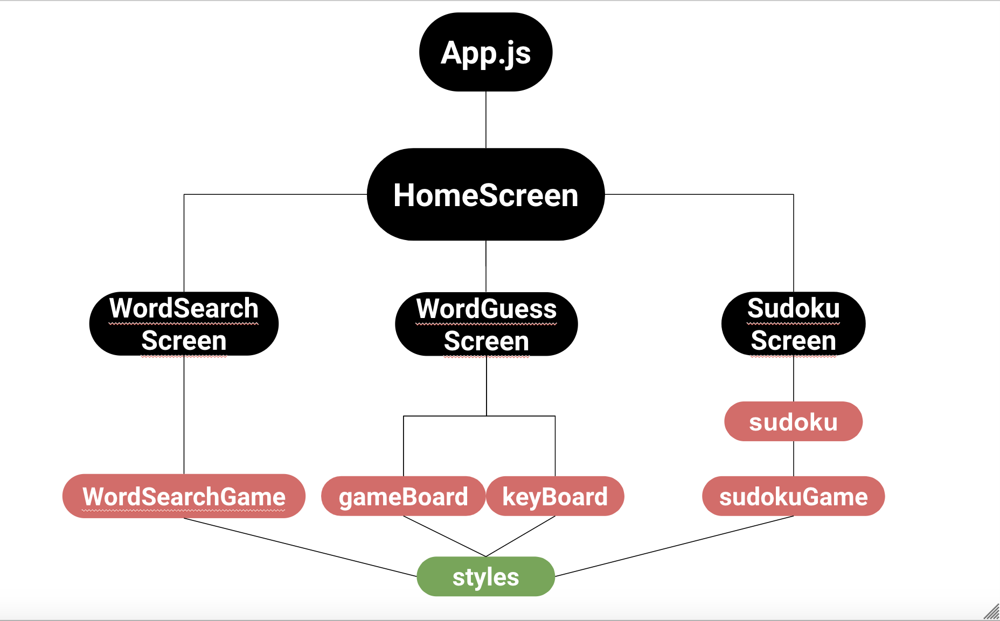 App.js
HomeScreen
WordSearch
Screen
WordGuess
Screen
Sudoku
Screen
sudoku
WordSearchGame
gameBoard
keyBoard
sudokuGame
styles